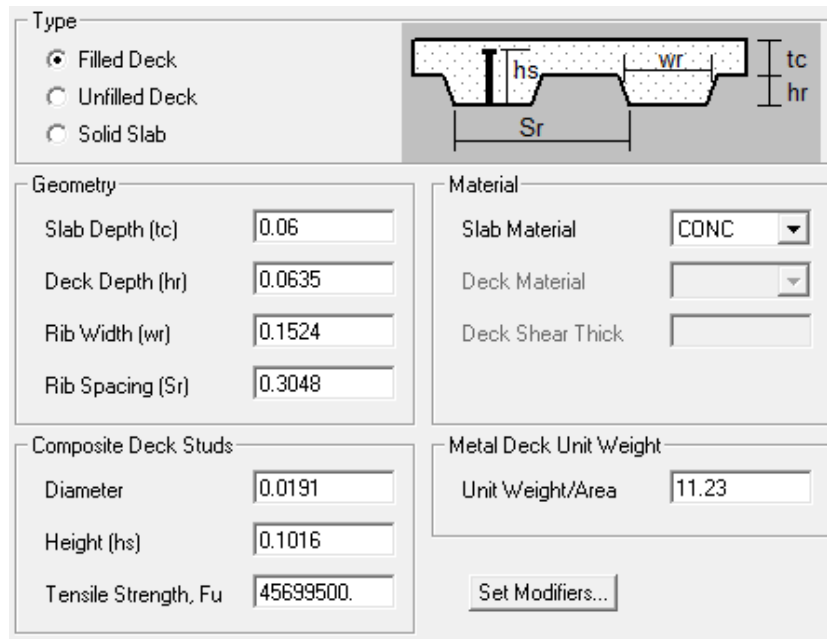 Type
Filled Deck
Unfilled Deck
Solid Slab
hs
wr
tc
hr
Sr
Geometry
Slab Depth (tc) 0.06
Deck Depth (hr) 0.0635
Rib Width (wr) 0.1524
Rib Spacing (Sr) 0.3048
Material
Slab Material CONC
Deck Material
Deck Shear Thick
Composite Deck Studs
Diameter 0.0191
Height (hs) 0.1016
Tensile Strength, Fu 45699500.
Metal Deck Unit Weight
Unit Weight/Area 11.23
Set Modifiers...